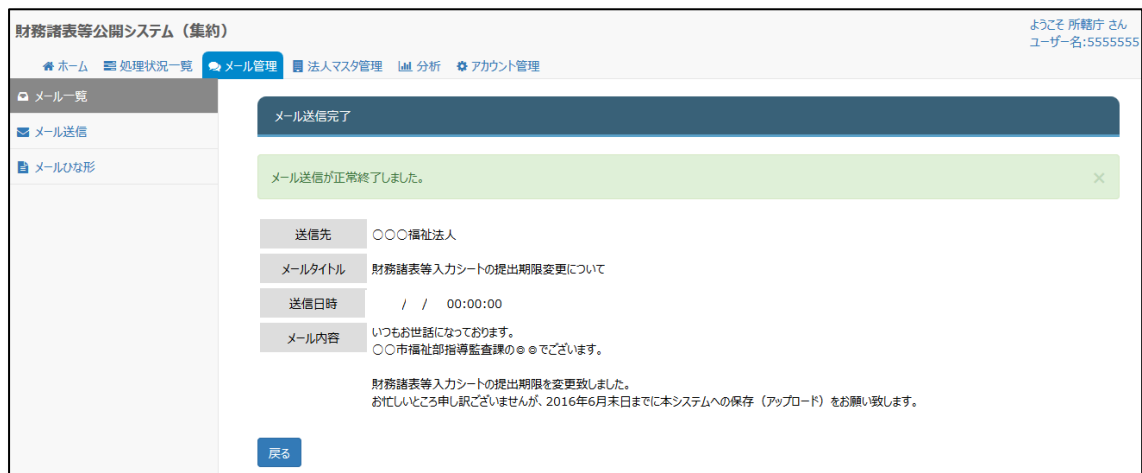 財務諸表等公開システム（集約）
ようこそ 所轄庁 さん
ユーザー名:5555555
ホーム 処理状況一覧 メール管理 法人マスタ管理 分析 アカウント管理
メール一覧
メール送信
メールひな形
メール送信完了
メール送信が正常終了しました。 ×
送信先 〇〇〇福祉法人
メールタイトル 財務諸表等入力シートの提出期限変更について
送信日時 / / 00:00:00
メール内容 いつもお世話になっております。
〇〇市福祉部指導監査課の◎◎でございます。
財務諸表等入力シートの提出期限を変更致しました。
お忙しいところ申し訳ございませんが、2016年6月末日までに本システムへの保存（アップロード）をお願い致します。
戻る